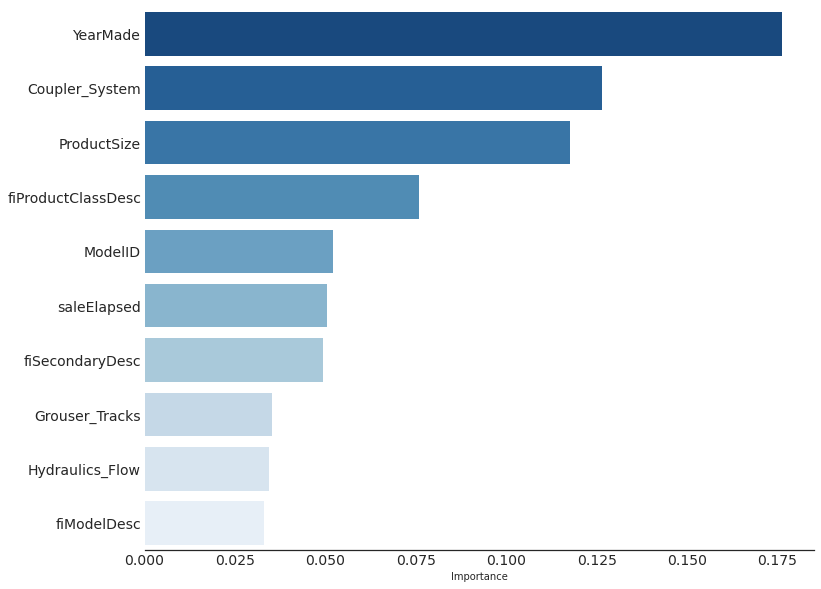 YearMade
Coupler_System
ProductSize
fiProductClassDesc
ModelID
saleElapsed
fiSecondaryDesc
Grouser_Tracks
Hydraulics_Flow
fiModelDesc
0.000 0.025 0.050 0.075 0.100 0.125 0.150 0.175
Importance